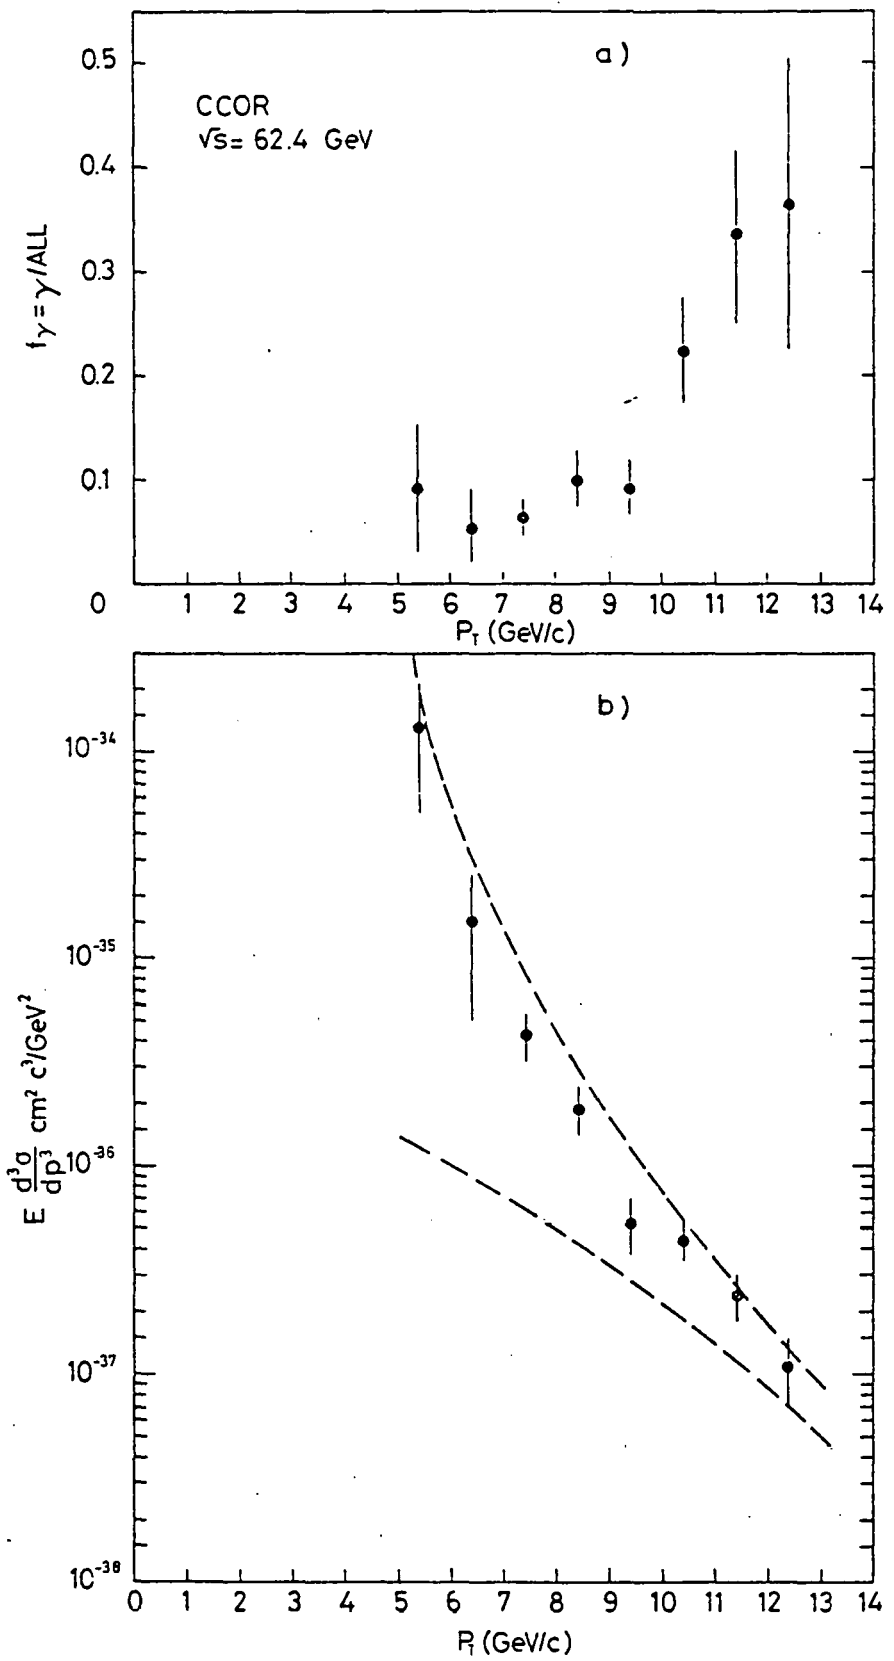 a)
0.5
CCOR
√s= 62.4 GeV
0.4
0.3
0.2
0.1
fγ = γ/ALL
0 1 2 3 4 5 6 7 8 9 10 11 12 13 14
P_T (GeV/c)
b)
10⁻³⁴
10⁻³⁵
10⁻³⁶
10⁻³⁷
10⁻³⁸
E d³σ/dp³ cm² c³/GeV²
0 1 2 3 4 5 6 7 8 9 10 11 12 13 14
P_T (GeV/c)